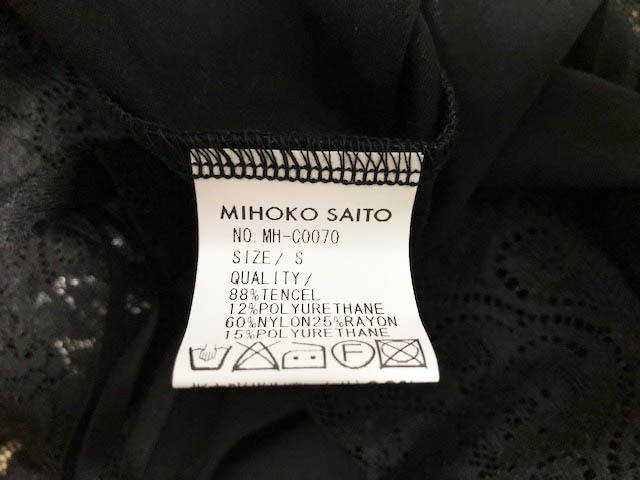 MIHOKO SAITO
NO. MH-C0070
SIZE/ S
QUALITY/
88%TENCEL
12%POLYURETHANE
60%NYLON25%RAYON
15%POLYURETHANE
F